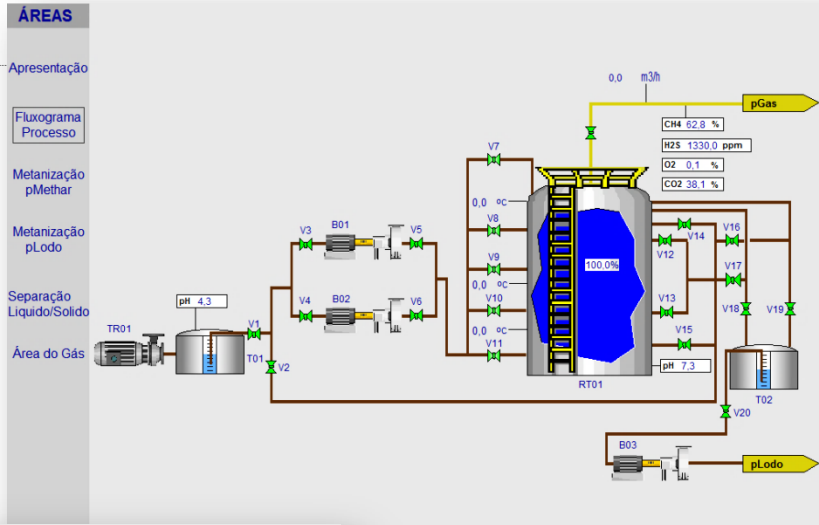 ÁREAS
Apresentação
Fluxograma
Processo
Metanização
pMethar
Metanização
pLodo
Separação
Liquido/Solido
Área do Gás
0,0 m3/h
pGas
CH4 62,8 %
H2S 1330,0 ppm
O2 0,1 %
CO2 38,1 %
V7
0,0 ºC
V8
V9
0,0 ºC
V10
0,0 ºC
V11
100,0%
RT01
pH 7,3
V3
B01
V5
V4
B02
V6
pH 4,3
TR01
V1
T01
V2
V14
V16
V12
V17
V13
V18
V19
V15
T02
V20
B03
pLodo